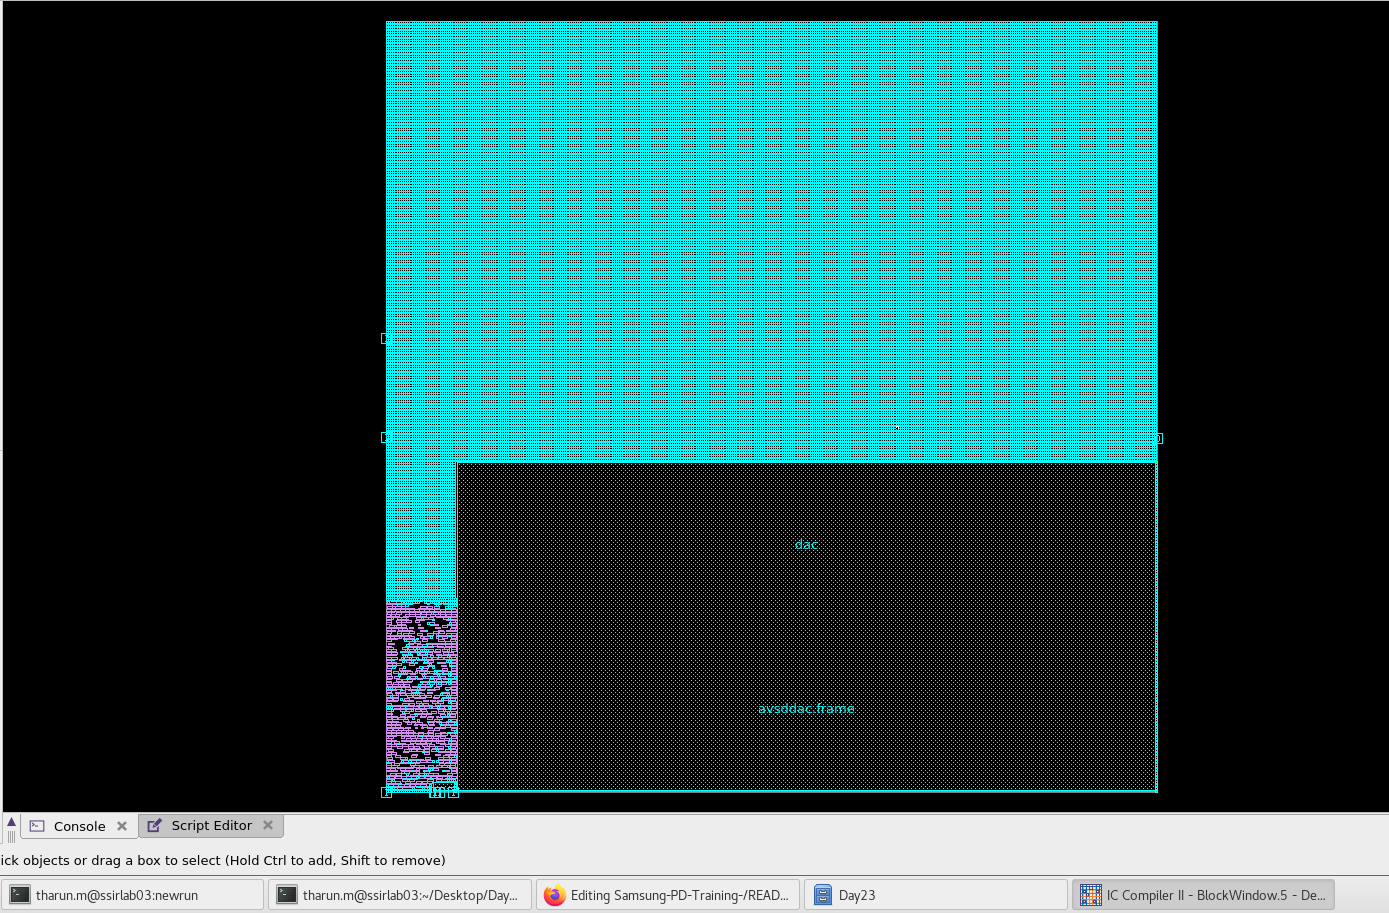 dac
avsddac.frame
Console
Script Editor
ick objects or drag a box to select (Hold Ctrl to add, Shift to remove)
tharun.m@ssirlab03:newrun
tharun.m@ssirlab03:~/Desktop/Day...
Editing Samsung-PD-Training-/READ...
Day23
IC Compiler II - BlockWindow.5 - De...